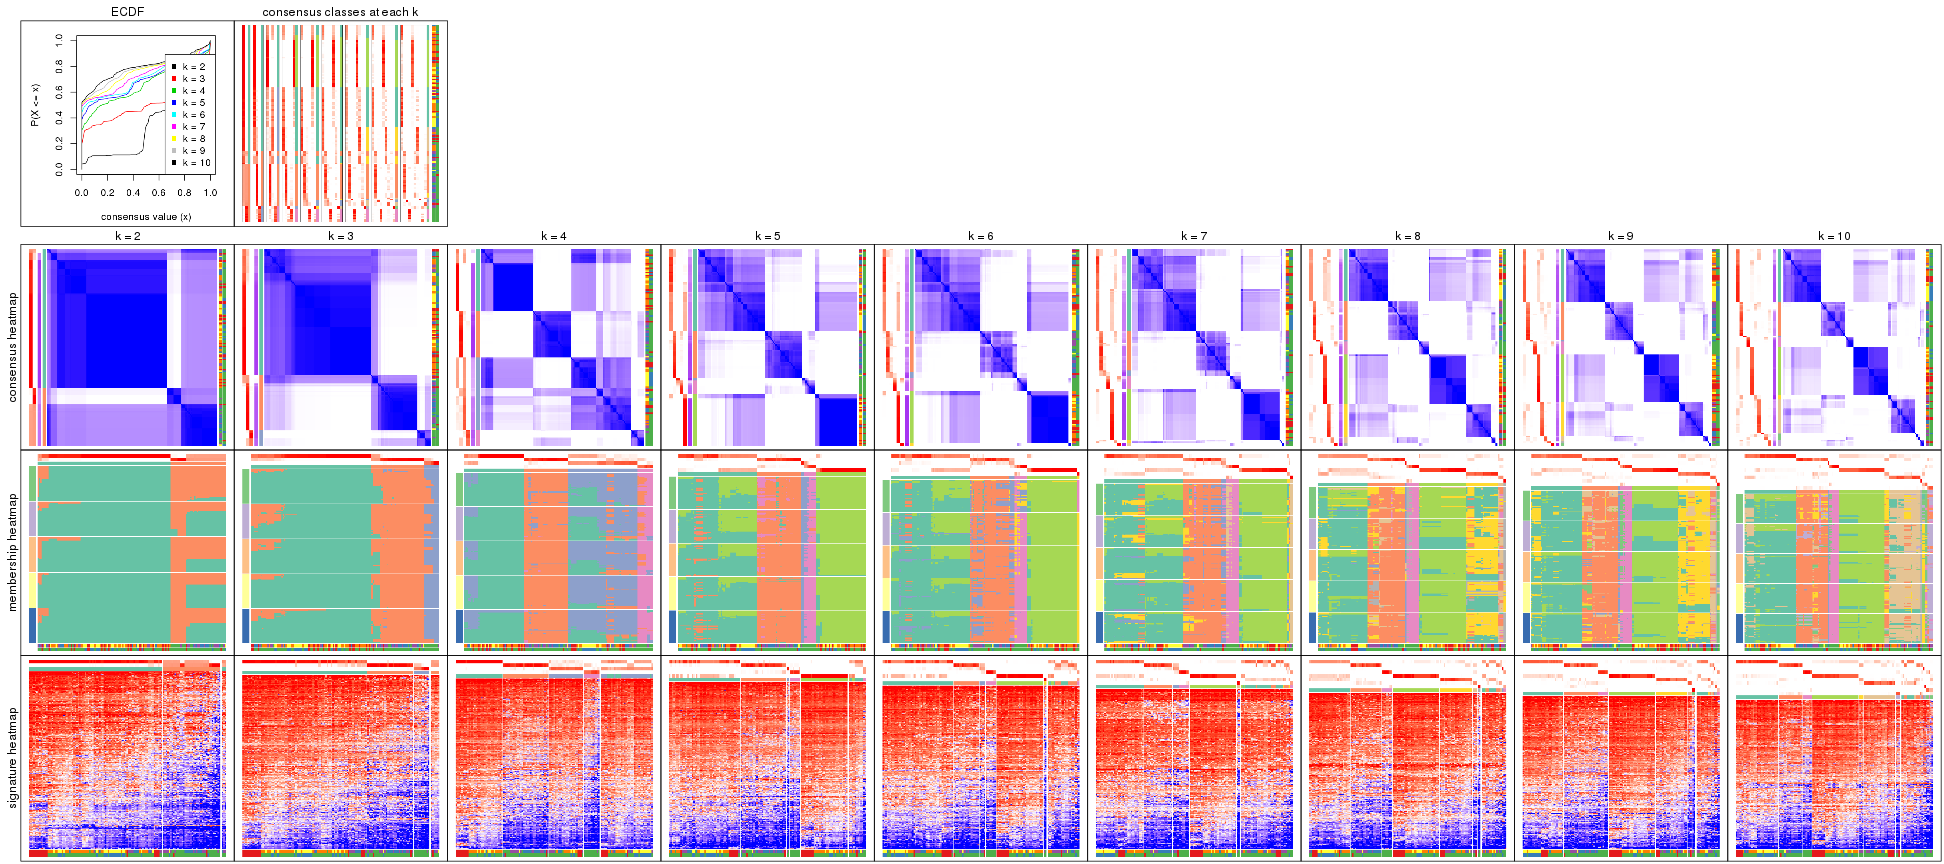 ECDF
consensus classes at each k
P(X <= x)
0.0 0.2 0.4 0.6 0.8 1.0
k = 2
k = 3
k = 4
k = 5
k = 6
k = 7
k = 8
k = 9
k = 10
0.0 0.2 0.4 0.6 0.8 1.0
consensus value (x)
k = 2
k = 3
k = 4
k = 5
k = 6
k = 7
k = 8
k = 9
k = 10
consensus heatmap
membership heatmap
signature heatmap